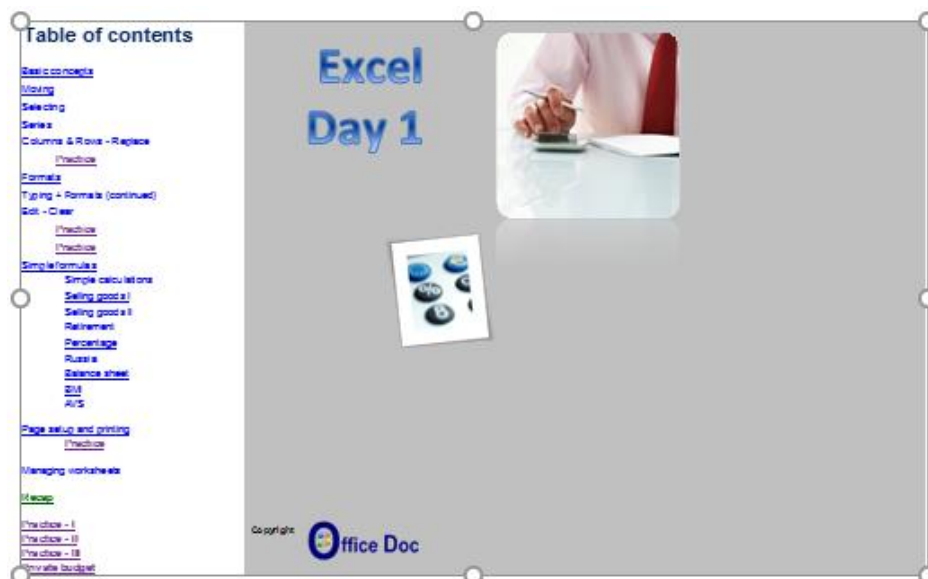 Table of contents
Basic concepts
Moving
Selecting
Series
Columns & Rows - Replace
Practice
Formats
Typing + Formats (continued)
Edit - Clear
Practice
Practice
Simple formulas
Simple calculations
Selling goods I
Selling goods II
Retirement
Percentage
Russia
Balance sheet
BMI
AVS
Page setup and printing
Practice
Managing worksheets
Recap
Practice - I
Practice - II
Practice - III
Private budget
Excel
Day 1
Copyright
Office Doc